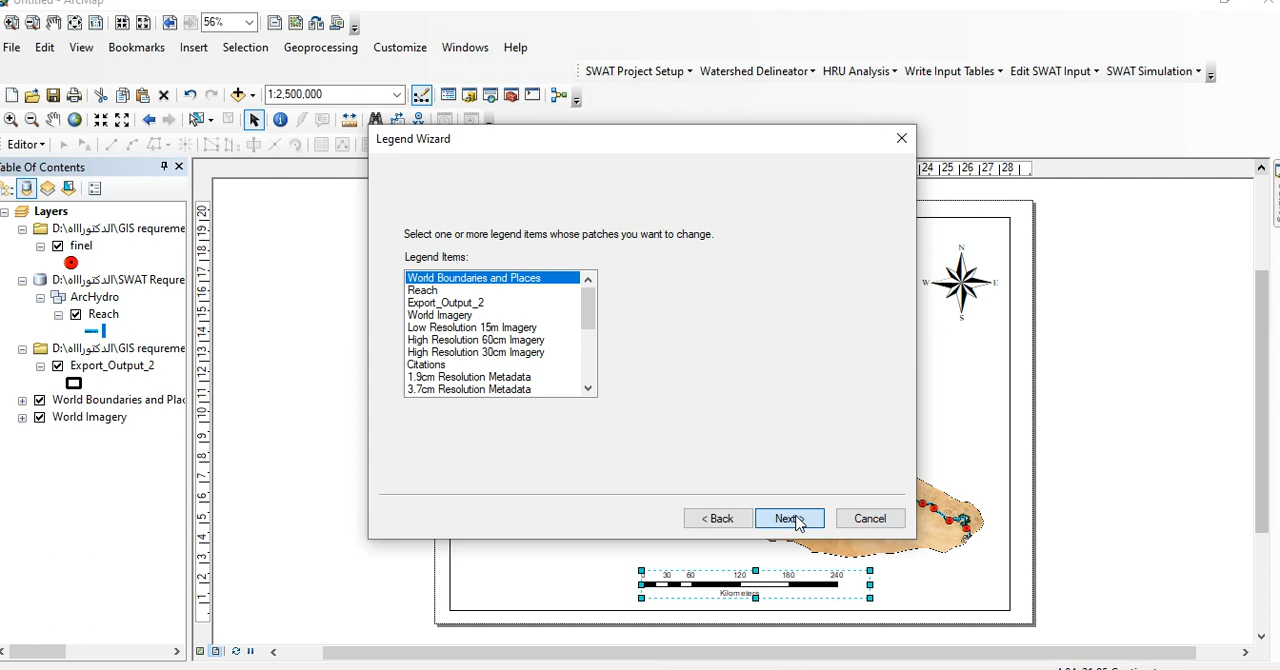 Untitled - ArcMap
56%
File Edit View Bookmarks Insert Selection Geoprocessing Customize Windows Help
SWAT Project Setup Watershed Delineator HRU Analysis Write Input Tables Edit SWAT Input SWAT Simulation
1:2,500,000
Editor
Legend Wizard
Table Of Contents
24 25 26 27 28
Layers
D:\الدكتوراااه\GIS requreme
finel
D:\الدكتوراااه\SWAT Requre
ArcHydro
Reach
D:\الدكتوراااه\GIS requreme
Export_Output_2
World Boundaries and Plac
World Imagery
Select one or more legend items whose patches you want to change.
Legend Items:
World Boundaries and Places
Reach
Export_Output_2
World Imagery
Low Resolution 15m Imagery
High Resolution 60cm Imagery
High Resolution 30cm Imagery
Citations
1.9cm Resolution Metadata
3.7cm Resolution Metadata
N
W E
S
< Back Next > Cancel
0 30 60 120 180 240
Kilometers